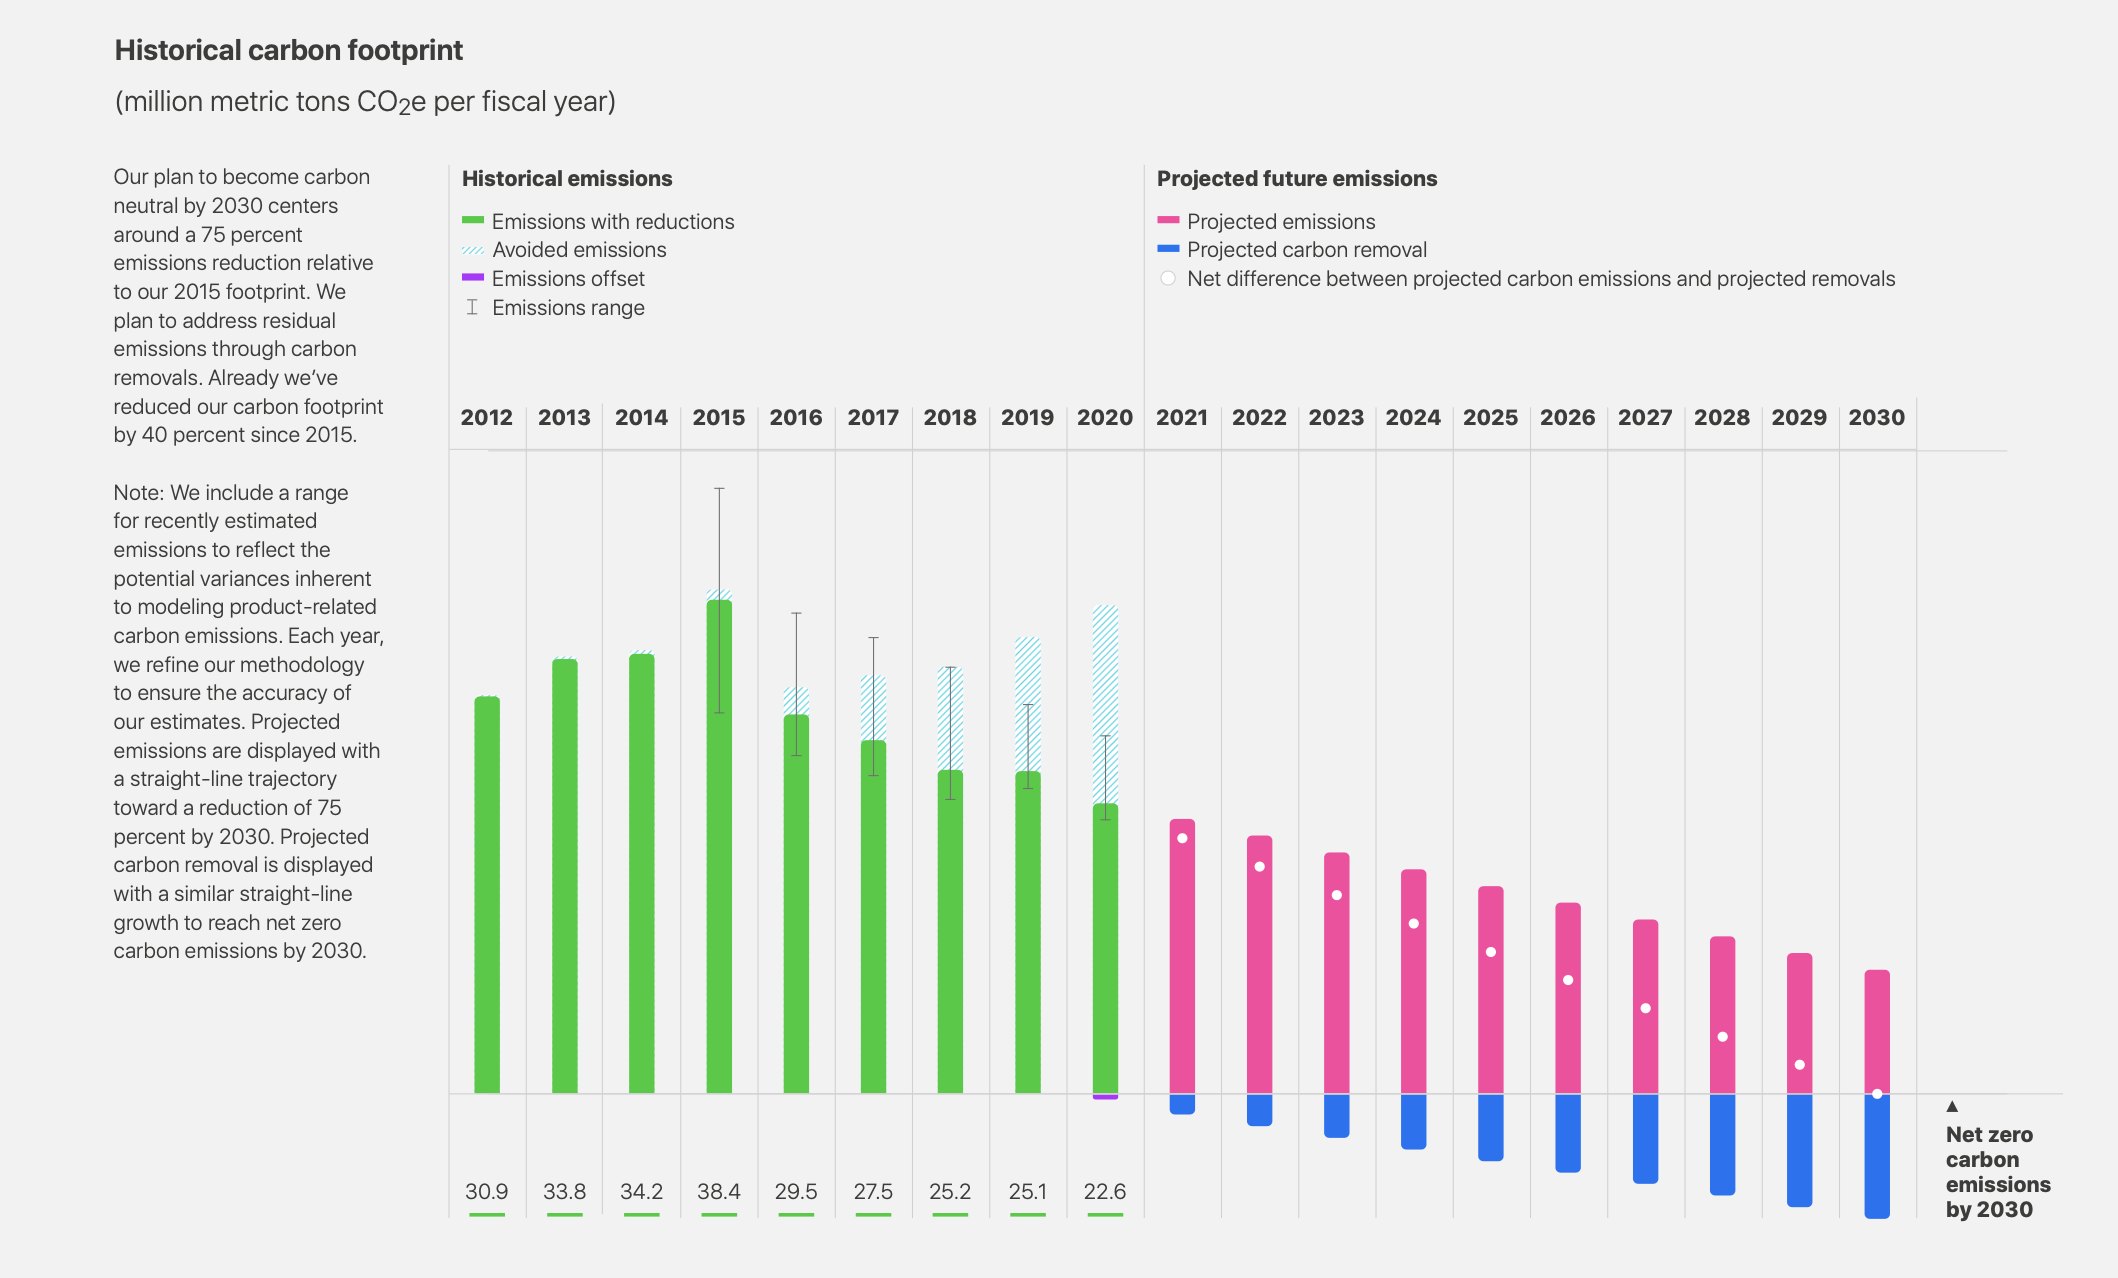 Historical carbon footprint
(million metric tons CO2e per fiscal year)
Our plan to become carbon
neutral by 2030 centers
around a 75 percent
emissions reduction relative
to our 2015 footprint. We
plan to address residual
emissions through carbon
removals. Already we’ve
reduced our carbon footprint
by 40 percent since 2015.
Note: We include a range
for recently estimated
emissions to reflect the
potential variances inherent
to modeling product-related
carbon emissions. Each year,
we refine our methodology
to ensure the accuracy of
our estimates. Projected
emissions are displayed with
a straight-line trajectory
toward a reduction of 75
percent by 2030. Projected
carbon removal is displayed
with a similar straight-line
growth to reach net zero
carbon emissions by 2030.
Historical emissions
Emissions with reductions
Avoided emissions
Emissions offset
Emissions range
Projected future emissions
Projected emissions
Projected carbon removal
Net difference between projected carbon emissions and projected removals
2012 2013 2014 2015 2016 2017 2018 2019 2020 2021 2022 2023 2024 2025 2026 2027 2028 2029 2030
30.9 33.8 34.2 38.4 29.5 27.5 25.2 25.1 22.6
Net zero
carbon
emissions
by 2030